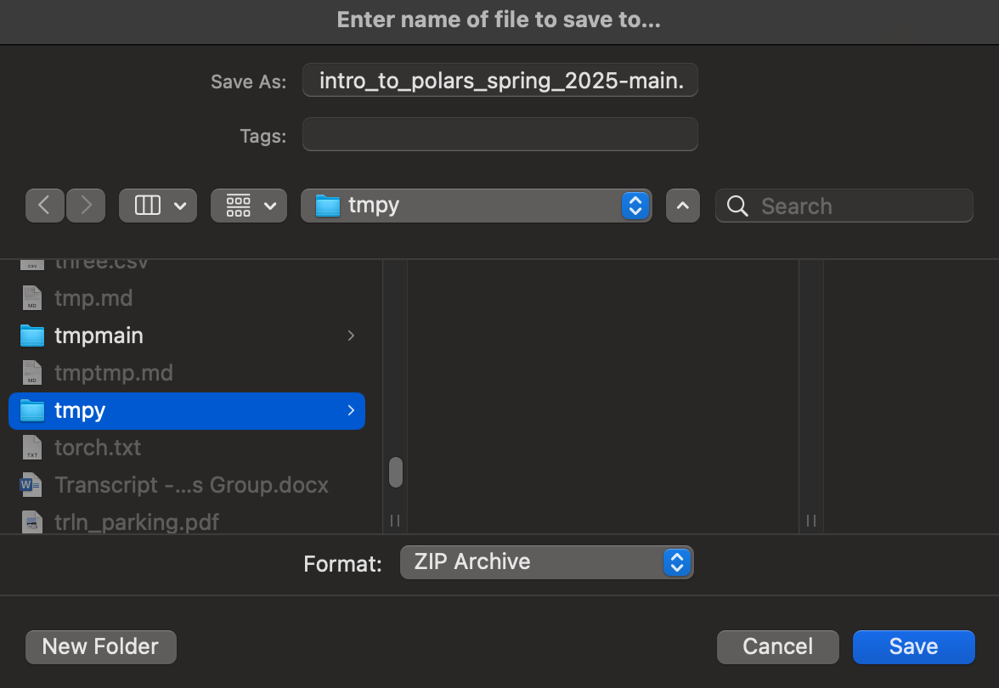 Enter name of file to save to...
Save As: intro_to_polars_spring_2025-main.
Tags:
tmpy
Search
three.csv
tmp.md
tmpmain
tmptmp.md
tmpy
torch.txt
Transcript -...s Group.docx
trln_parking.pdf
Format: ZIP Archive
New Folder Cancel Save